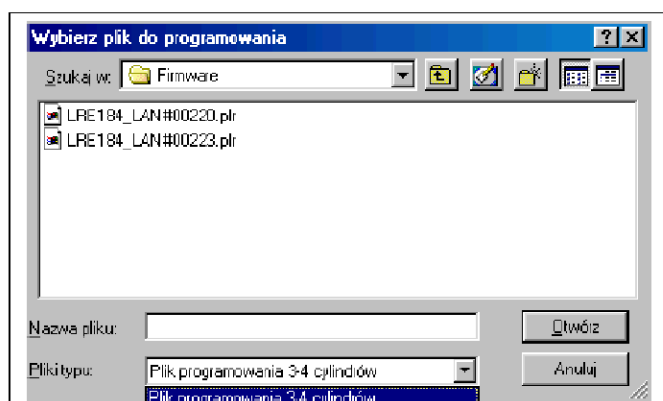 Wybierz plik do programowania
Szukaj w: Firmware
LRE184_LAN#00220.plr
LRE184_LAN#00223.plr
Nazwa pliku:
Otwórz
Pliki typu: Plik programowania 3-4 cylindrów
Anuluj
Plik programowania 3-4 cylindrów